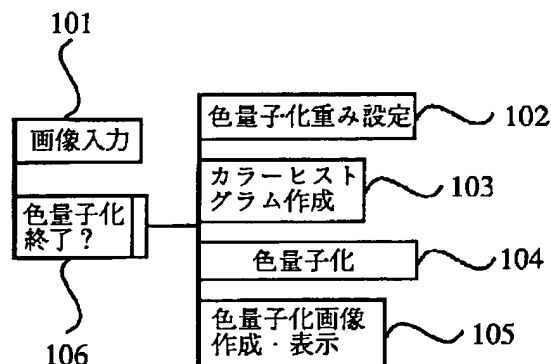 101
画像入力
色量子化
終了？
106
色量子化重み設定
102
カラーヒスト
グラム作成
103
色量子化
104
色量子化画像
作成・表示
105